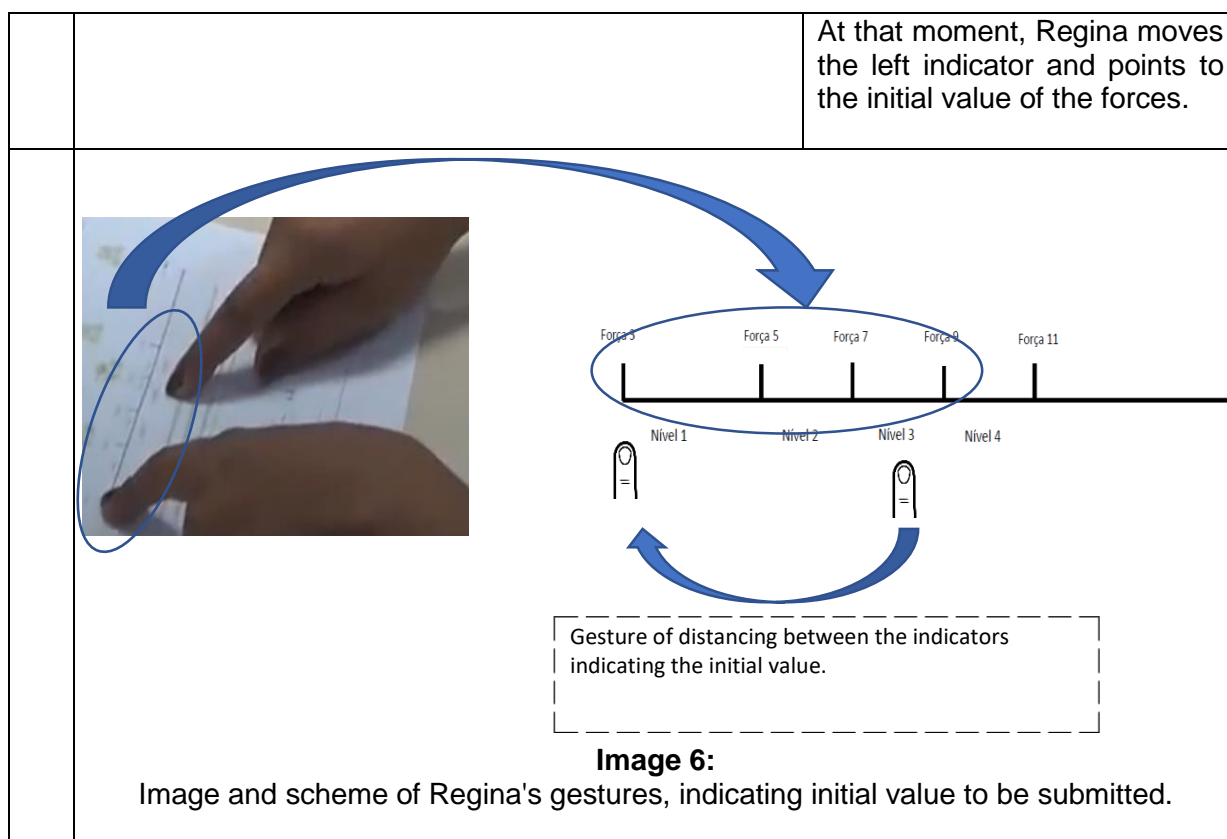 At that moment, Regina moves
the left indicator and points to
the initial value of the forces.
Força 3 Força 5 Força 7 Força 9 Força 11
Nível 1 Nível 2 Nível 3 Nível 4
Gesture of distancing between the indicators
indicating the initial value.
Image 6:
Image and scheme of Regina's gestures, indicating initial value to be submitted.